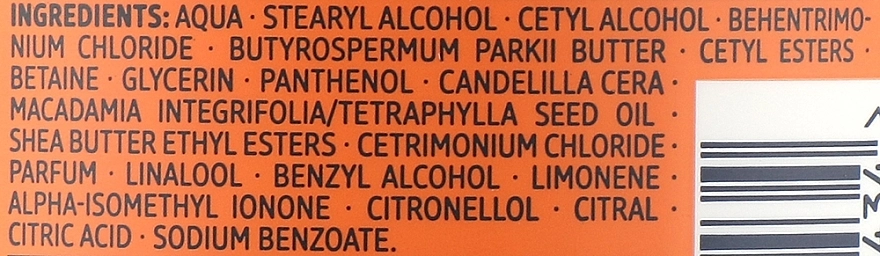 INGREDIENTS: AQUA · STEARYL ALCOHOL · CETYL ALCOHOL · BEHENTRIMO-
NIUM CHLORIDE · BUTYROSPERMUM PARKII BUTTER · CETYL ESTERS ·
BETAINE · GLYCERIN · PANTHENOL · CANDELILLA CERA ·
MACADAMIA INTEGRIFOLIA/TETRAPHYLLA SEED OIL ·
SHEA BUTTER ETHYL ESTERS · CETRIMONIUM CHLORIDE ·
PARFUM · LINALOOL · BENZYL ALCOHOL · LIMONENE ·
ALPHA-ISOMETHYL IONONE · CITRONELLOL · CITRAL ·
CITRIC ACID · SODIUM BENZOATE.